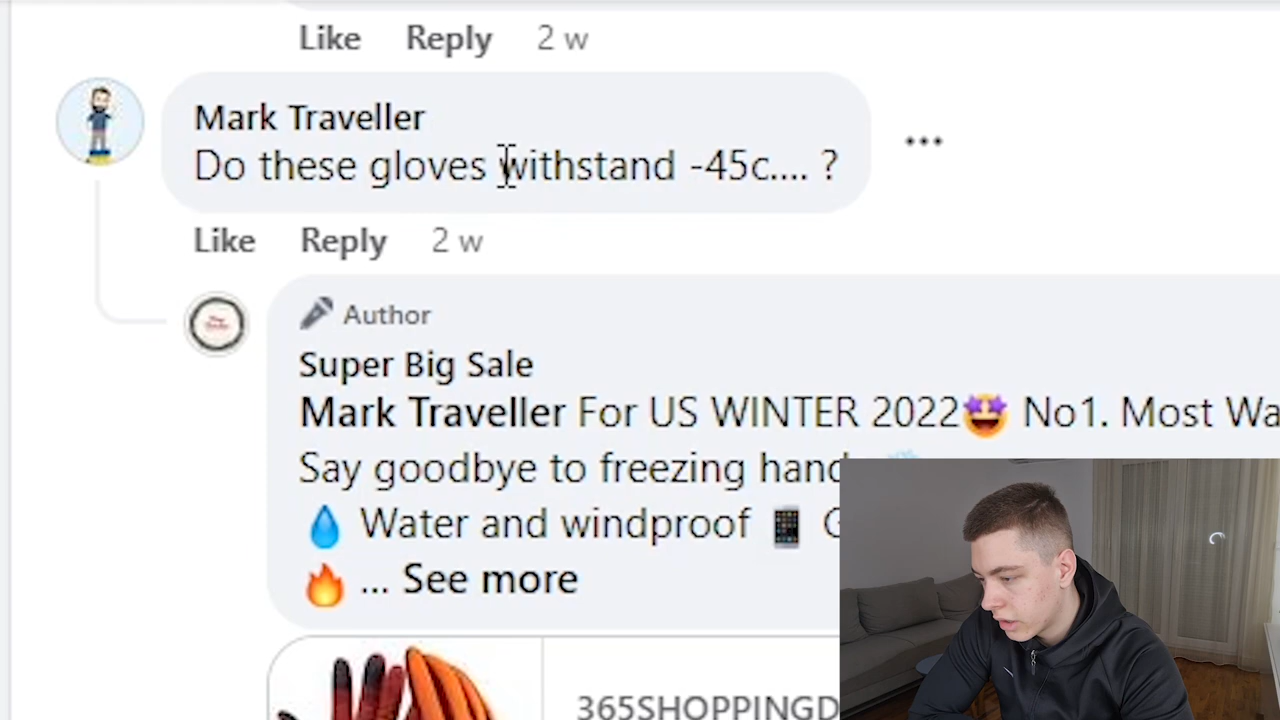 Like Reply 2 w
Mark Traveller
Do these gloves withstand -45c.... ?
Like Reply 2 w
Author
Super Big Sale
Mark Traveller For US WINTER 2022🤩 No1. Most Wa
Say goodbye to freezing hand
💧 Water and windproof 📱 G
🔥 ... See more
365SHOPPINGD